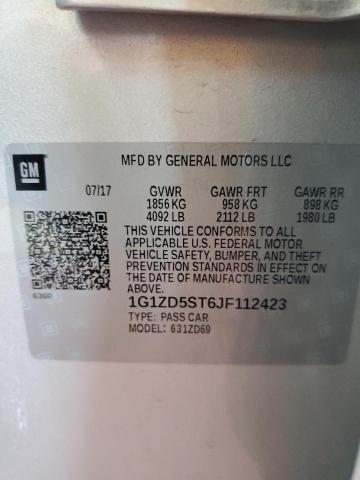 GM
MFD BY GENERAL MOTORS LLC
07/17 GVWR GAWR FRT GAWR RR
1856 KG 958 KG 898 KG
4092 LB 2112 LB 1980 LB
THIS VEHICLE CONFORMS TO ALL
APPLICABLE U.S. FEDERAL MOTOR
VEHICLE SAFETY, BUMPER, AND THEFT
PREVENTION STANDARDS IN EFFECT ON
THE DATE OF MANUFACTURE SHOWN
ABOVE.
1G1ZD5ST6JF112423
TYPE: PASS CAR
MODEL: 631ZD69